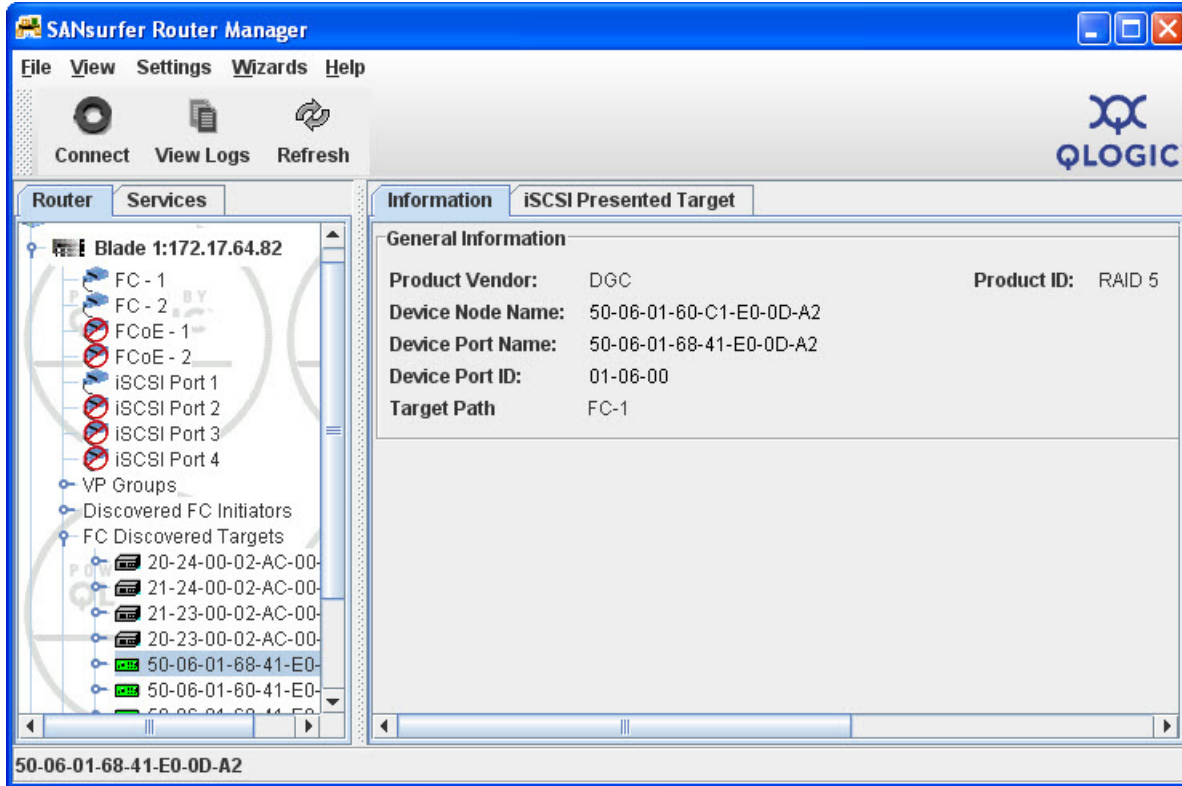 SANsurfer Router Manager
File View Settings Wizards Help
Connect View Logs Refresh
QLOGIC
Router Services
Information iSCSI Presented Target
Blade 1:172.17.64.82
FC - 1
FC - 2
FCoE - 1
FCoE - 2
iSCSI Port 1
iSCSI Port 2
iSCSI Port 3
iSCSI Port 4
VP Groups
Discovered FC Initiators
FC Discovered Targets
20-24-00-02-AC-00-
21-24-00-02-AC-00-
21-23-00-02-AC-00-
20-23-00-02-AC-00-
50-06-01-68-41-E0-
50-06-01-60-41-E0-
General Information
Product Vendor: DGC Product ID: RAID 5
Device Node Name: 50-06-01-60-C1-E0-0D-A2
Device Port Name: 50-06-01-68-41-E0-0D-A2
Device Port ID: 01-06-00
Target Path FC-1
50-06-01-68-41-E0-0D-A2